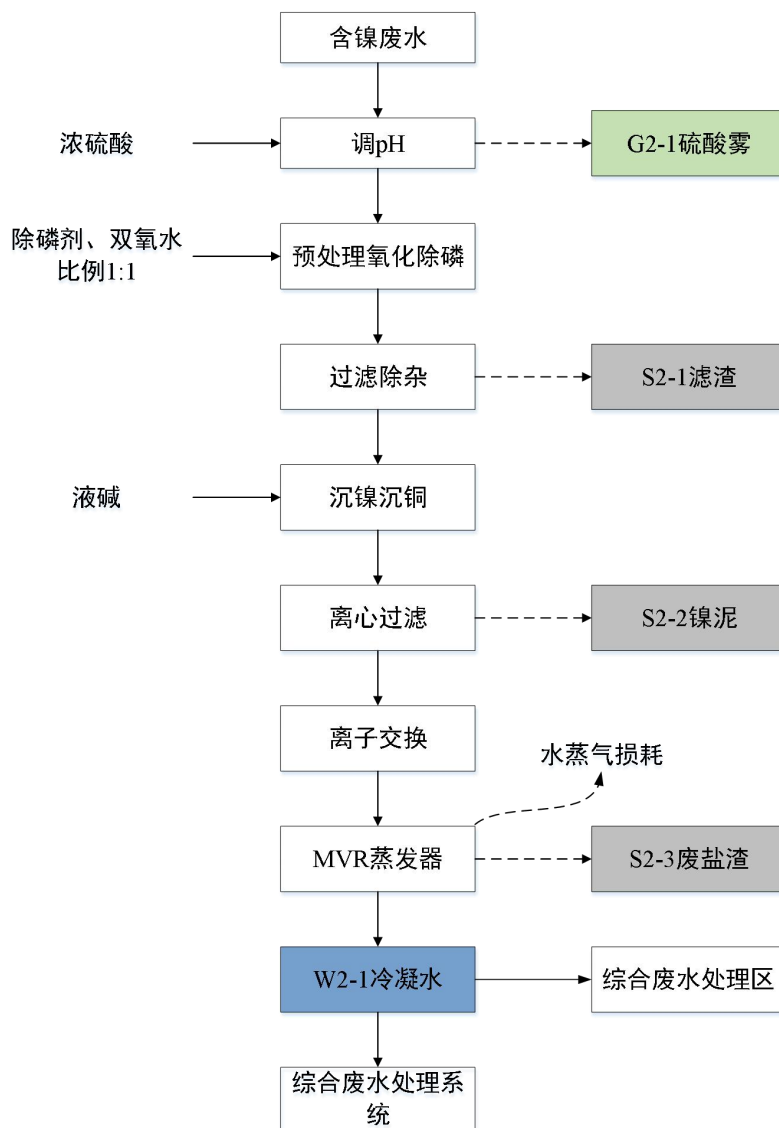 含镍废水
浓硫酸
调pH
G2-1硫酸雾
除磷剂、双氧水
比例1:1
预处理氧化除磷
过滤除杂
S2-1滤渣
液碱
沉镍沉铜
离心过滤
S2-2镍泥
离子交换
水蒸气损耗
MVR蒸发器
S2-3废盐渣
W2-1冷凝水
综合废水处理区
综合废水处理系
统